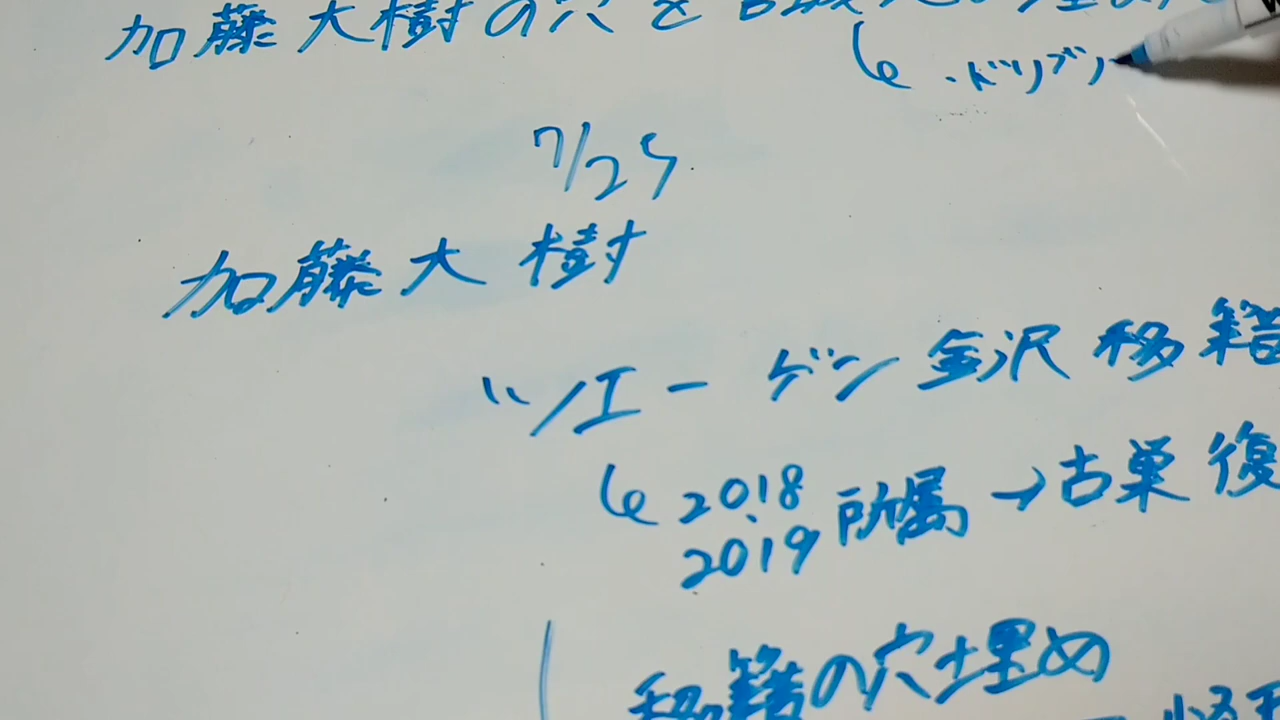 加藤大樹の穴を
・ドリブ
7/25
加藤大樹
ツエーゲン金沢移籍
2018
2019 所属→古巣復
移籍の穴埋め